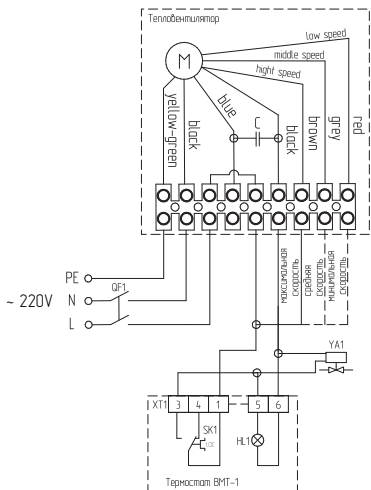 Тепловентилятор
low speed
middle speed
hight speed
M
yellow-green
black
blue
C
black
brown
grey
red
PE
N
L
~ 220V
QF1
максимальная
скорость
средняя
скорость
минимальная
скорость
YA1
XT1
3
4
1
5
6
SK1
HL1
Термостат ВМТ-1